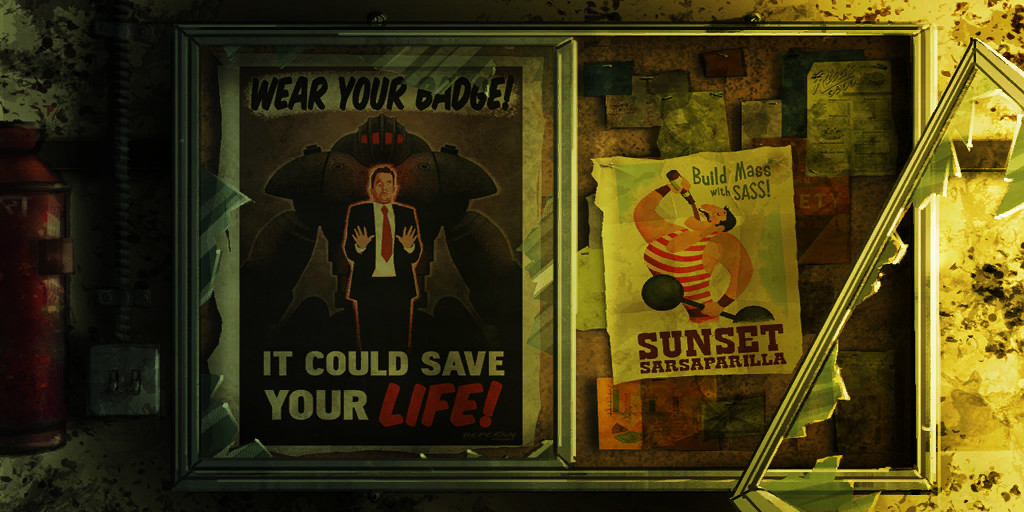 WEAR YOUR BADGE!
IT COULD SAVE
YOUR LIFE!
Build Mass
with SASS!
SUNSET
SARSAPARILLA